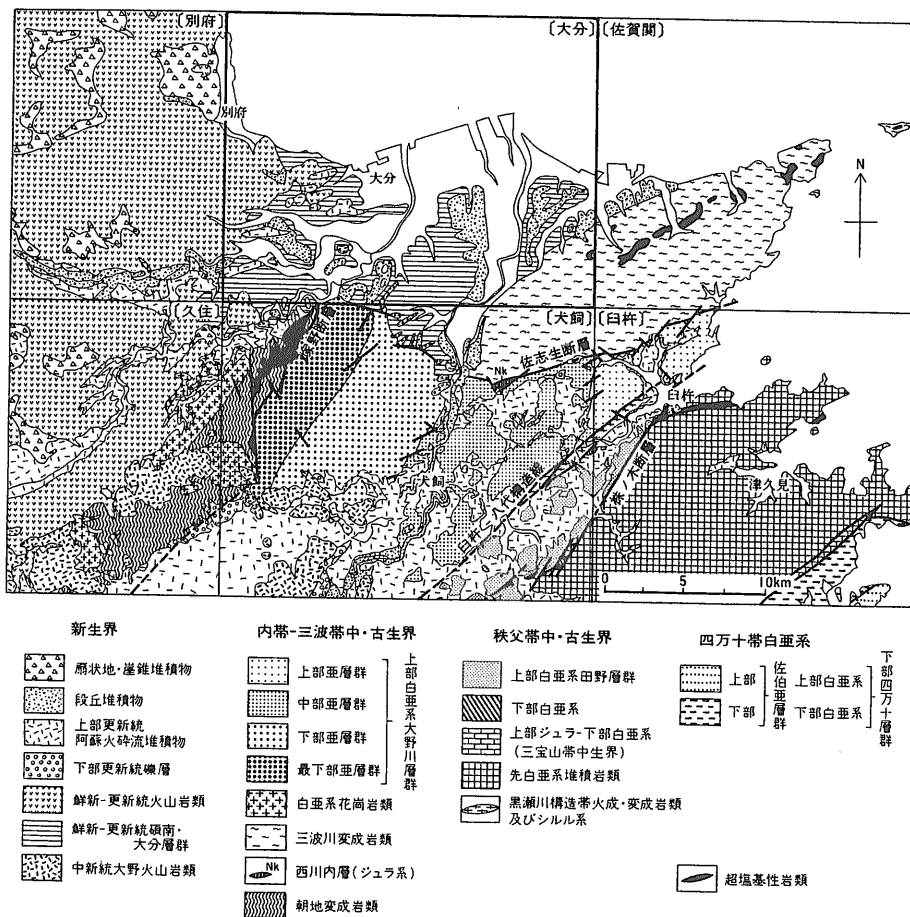 〔別府〕
〔大分〕
〔佐賀関〕
別府
大分
N
〔久住〕
〔犬飼〕
〔臼杵〕
佐志生断層
Nk
臼杵
犬飼
臼杵-八代構造線
津久見
0 5 10km
新生界
扇状地・崖錐堆積物
段丘堆積物
上部更新統
阿蘇火砕流堆積物
下部更新統礫層
鮮新-更新統火山岩類
鮮新-更新統碩南・
大分層群
中新統大野火山岩類
内帯-三波帯中・古生界
上部亜層群
中部亜層群
下部亜層群
最下部亜層群
上部白亜系大野川層群
白亜系花崗岩類
三波川変成岩類
Nk
西川内層(ジュラ系)
朝地変成岩類
秩父帯中・古生界
上部白亜系田野層群
下部白亜系
上部ジュラ-下部白亜系
(三宝山帯中生界)
先白亜系堆積岩類
黒瀬川構造帯火成・変成岩類
及びシルル系
四万十帯白亜系
上部
下部
佐伯亜層群
上部白亜系
下部白亜系
下部四万十層群
超塩基性岩類